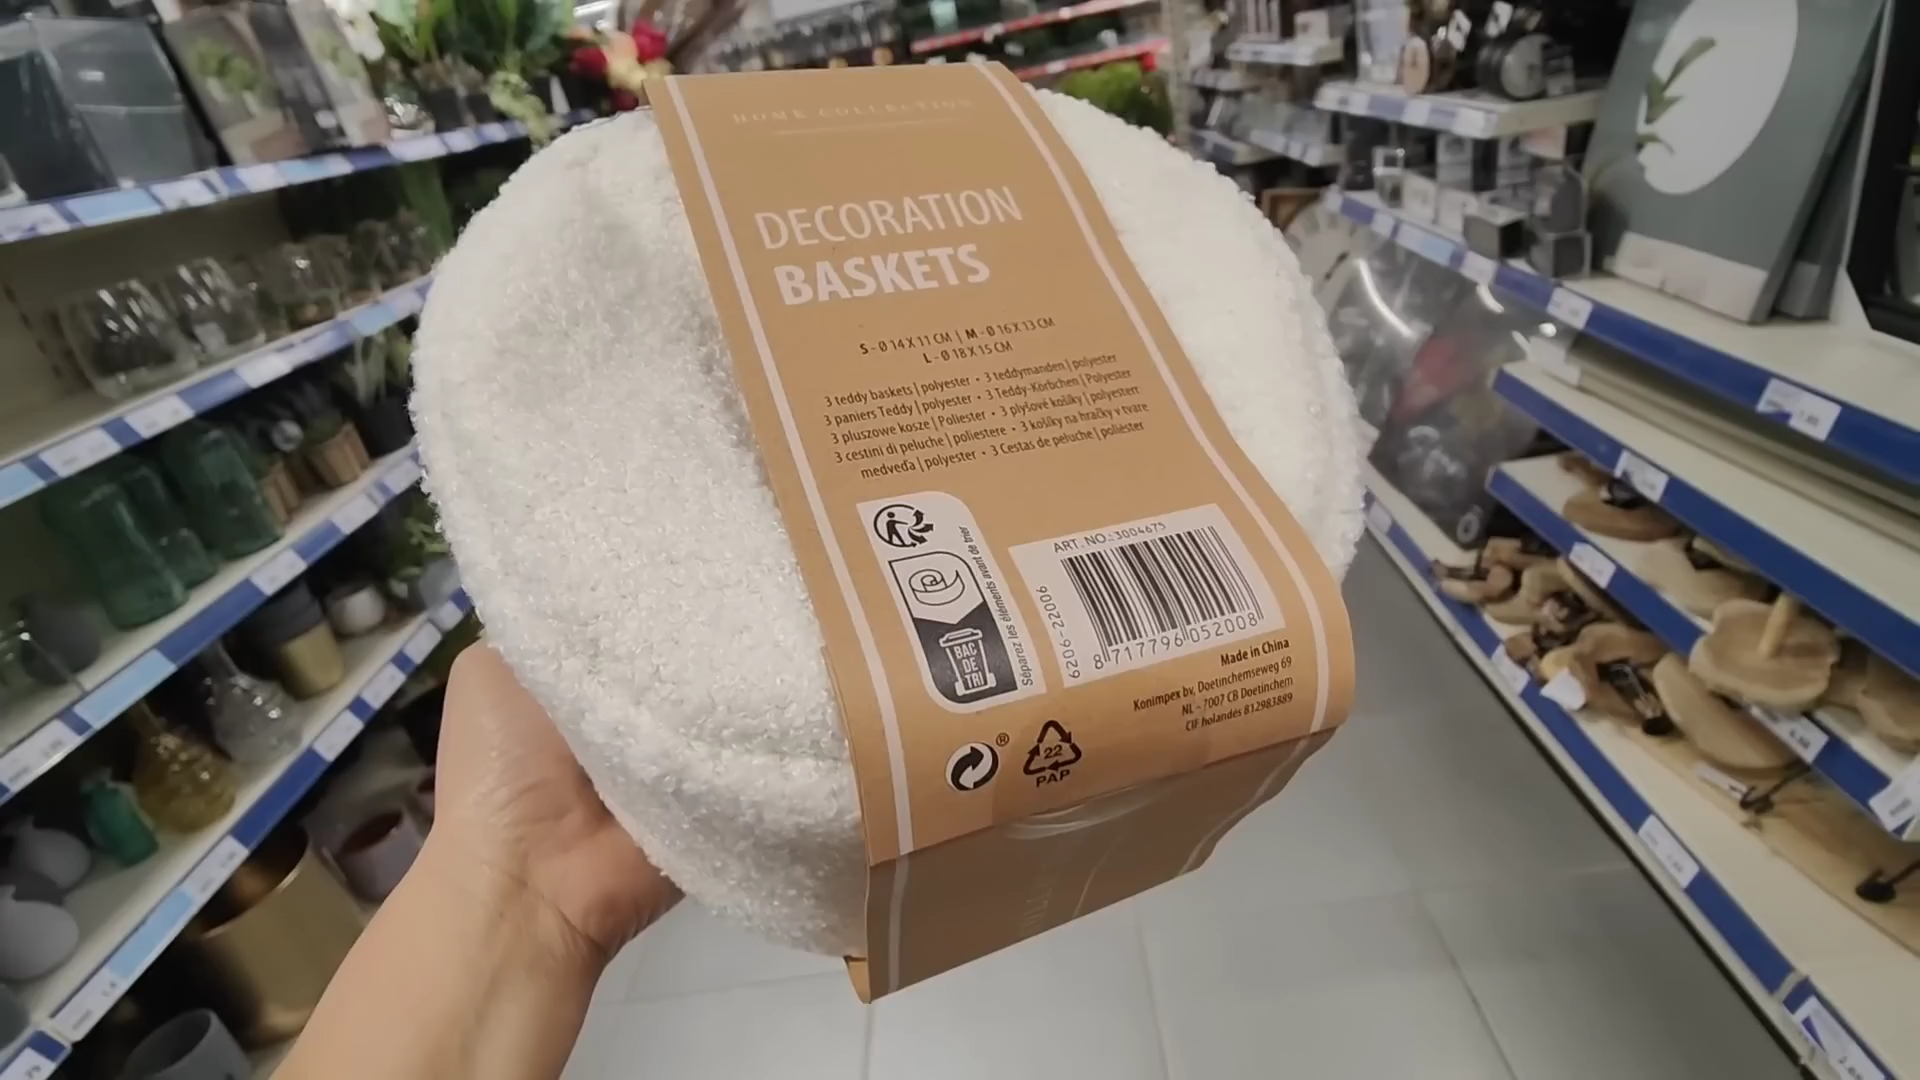 HOME COLLECTION
DECORATION
BASKETS
S - Ø 14 X 11 CM | M - Ø 16 X 13 CM
L - Ø 18 X 15 CM
3 teddy baskets | polyester • 3 teddymanden | polyester
3 paniers Teddy | polyester • 3 Teddy-Körbchen | Polyester
3 pluszowe kosze | Poliester • 3 plyšové košíky | polyesterr
3 cestini di peluche | poliestere • 3 košíky na hračky v tvare
medveďa | polyester • 3 Cestas de peluche | poliéster
Séparez les éléments avant de trier
BAC
DE
TRI
ART. NO.: 3004675
6206-22006
8 717796 052008
Made in China
Konimpex bv, Doetinchemseweg 69
NL - 7007 CB Doetinchem
CIF holandés 812983889
®
22
PAP